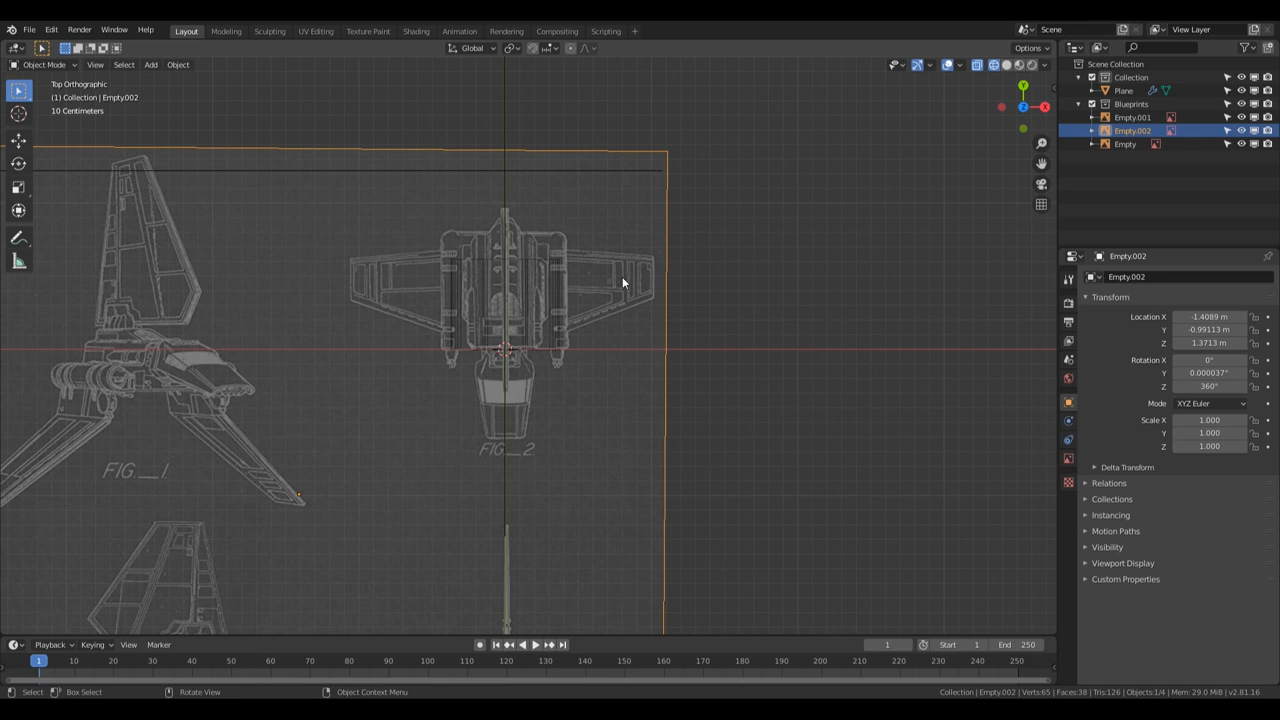 File Edit Render Window Help Layout Modeling Sculpting UV Editing Texture Paint Shading Animation Rendering Compositing Scripting Scene View Layer
Global Options
Object Mode View Select Add Object
Top Orthographic
(1) Collection | Empty.002
10 Centimeters
Y
Z
X
FIG.__1.
FIG.__2
Scene Collection
Collection
Plane
Blueprints
Empty.001
Empty.002
Empty
Empty.002
Empty.002
Transform
Location X -1.4089 m
Y -0.99113 m
Z 1.3713 m
Rotation X 0°
Y 0.000037°
Z 360°
Mode XYZ Euler
Scale X 1.000
Y 1.000
Z 1.000
Delta Transform
Relations
Collections
Instancing
Motion Paths
Visibility
Viewport Display
Custom Properties
Playback Keying View Marker 1 Start 1 End 250
1 10 20 30 40 50 60 70 80 90 100 110 120 130 140 150 160 170 180 190 200 210 220 230 240 250
Select Box Select Rotate View Object Context Menu Collection | Empty.002 | Verts:65 | Faces:38 | Tris:126 | Objects:1/4 | Mem: 29.0 MiB | v2.81.16